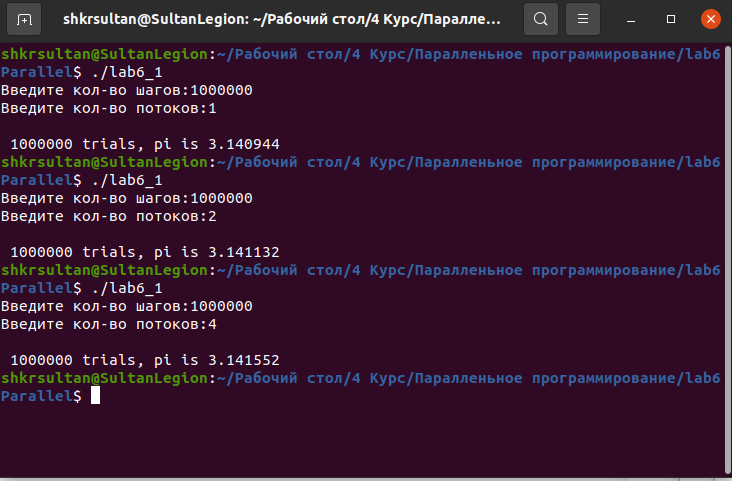 shkrsultan@SultanLegion: ~/Рабочий стол/4 Курс/Паралле...
shkrsultan@SultanLegion:~/Рабочий стол/4 Курс/Параллеьное программирование/lab6
Parallel$ ./lab6_1
Введите кол-во шагов:1000000
Введите кол-во потоков:1

1000000 trials, pi is 3.140944
shkrsultan@SultanLegion:~/Рабочий стол/4 Курс/Параллеьное программирование/lab6
Parallel$ ./lab6_1
Введите кол-во шагов:1000000
Введите кол-во потоков:2

1000000 trials, pi is 3.141132
shkrsultan@SultanLegion:~/Рабочий стол/4 Курс/Параллеьное программирование/lab6
Parallel$ ./lab6_1
Введите кол-во шагов:1000000
Введите кол-во потоков:4

1000000 trials, pi is 3.141552
shkrsultan@SultanLegion:~/Рабочий стол/4 Курс/Параллеьное программирование/lab6
Parallel$